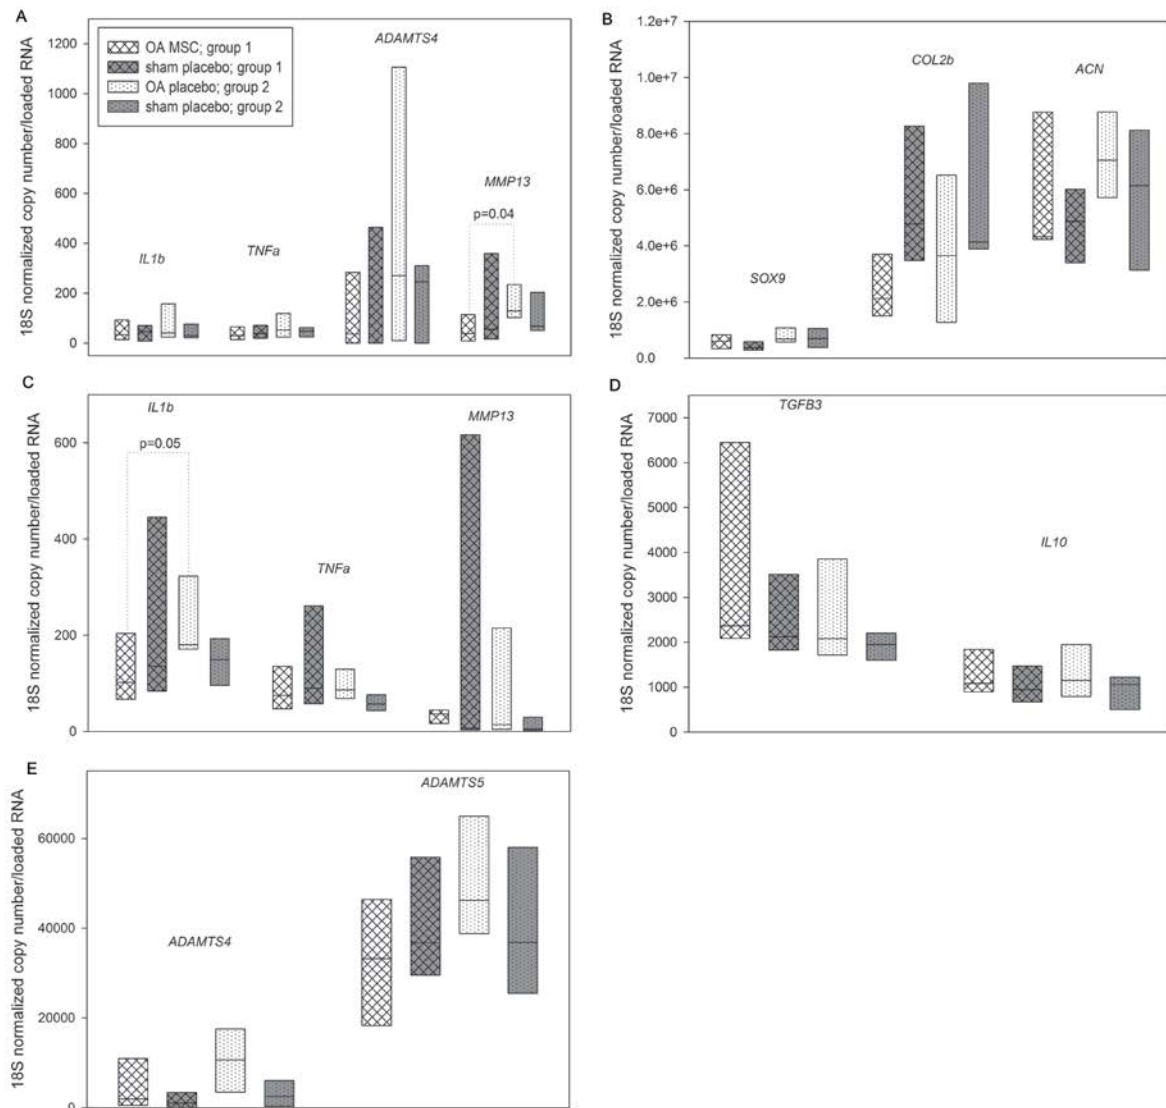 A
18S normalized copy number/loaded RNA
1200
1000
800
600
400
200
0
OA MSC; group 1
sham placebo; group 1
OA placebo; group 2
sham placebo; group 2
ADAMTS4
MMP13
p=0.04
IL1b
TNFa
B
18S normalized copy number/loaded RNA
1.2e+7
1.0e+7
8.0e+6
6.0e+6
4.0e+6
2.0e+6
0.0
COL2b
ACN
SOX9
C
18S normalized copy number/loaded RNA
600
400
200
0
IL1b
p=0.05
MMP13
TNFa
D
18S normalized copy number/loaded RNA
7000
6000
5000
4000
3000
2000
1000
0
TGFB3
IL10
E
18S normalized copy number/loaded RNA
60000
40000
20000
0
ADAMTS5
ADAMTS4